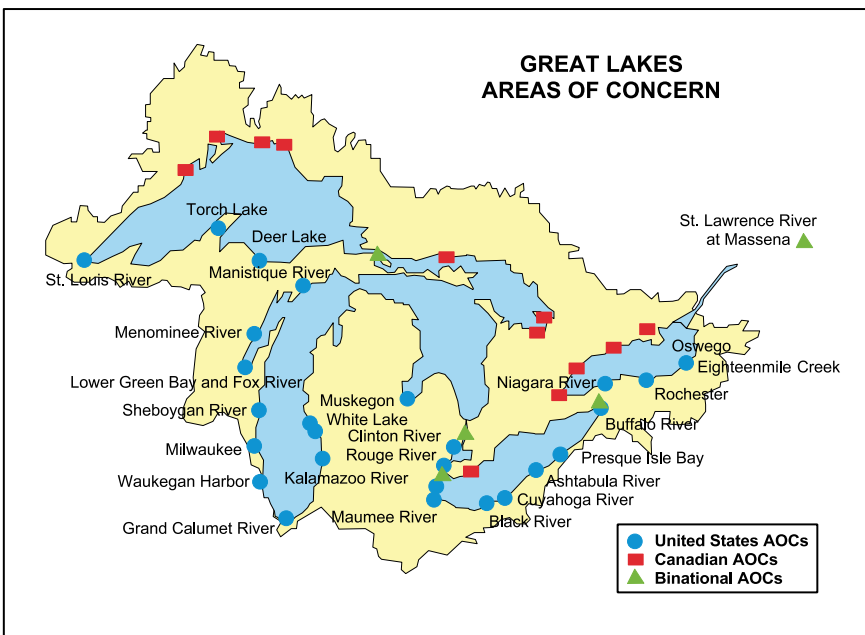 GREAT LAKES
AREAS OF CONCERN
St. Lawrence River
at Massena
Torch Lake
Deer Lake
St. Louis River
Manistique River
Menominee River
Oswego
Eighteenmile Creek
Lower Green Bay and Fox River
Niagara River
Rochester
Muskegon
Sheboygan River
White Lake
Buffalo River
Clinton River
Milwaukee
Rouge River
Presque Isle Bay
Waukegan Harbor
Kalamazoo River
Ashtabula River
Cuyahoga River
Maumee River
Black River
Grand Calumet River
United States AOCs
Canadian AOCs
Binational AOCs